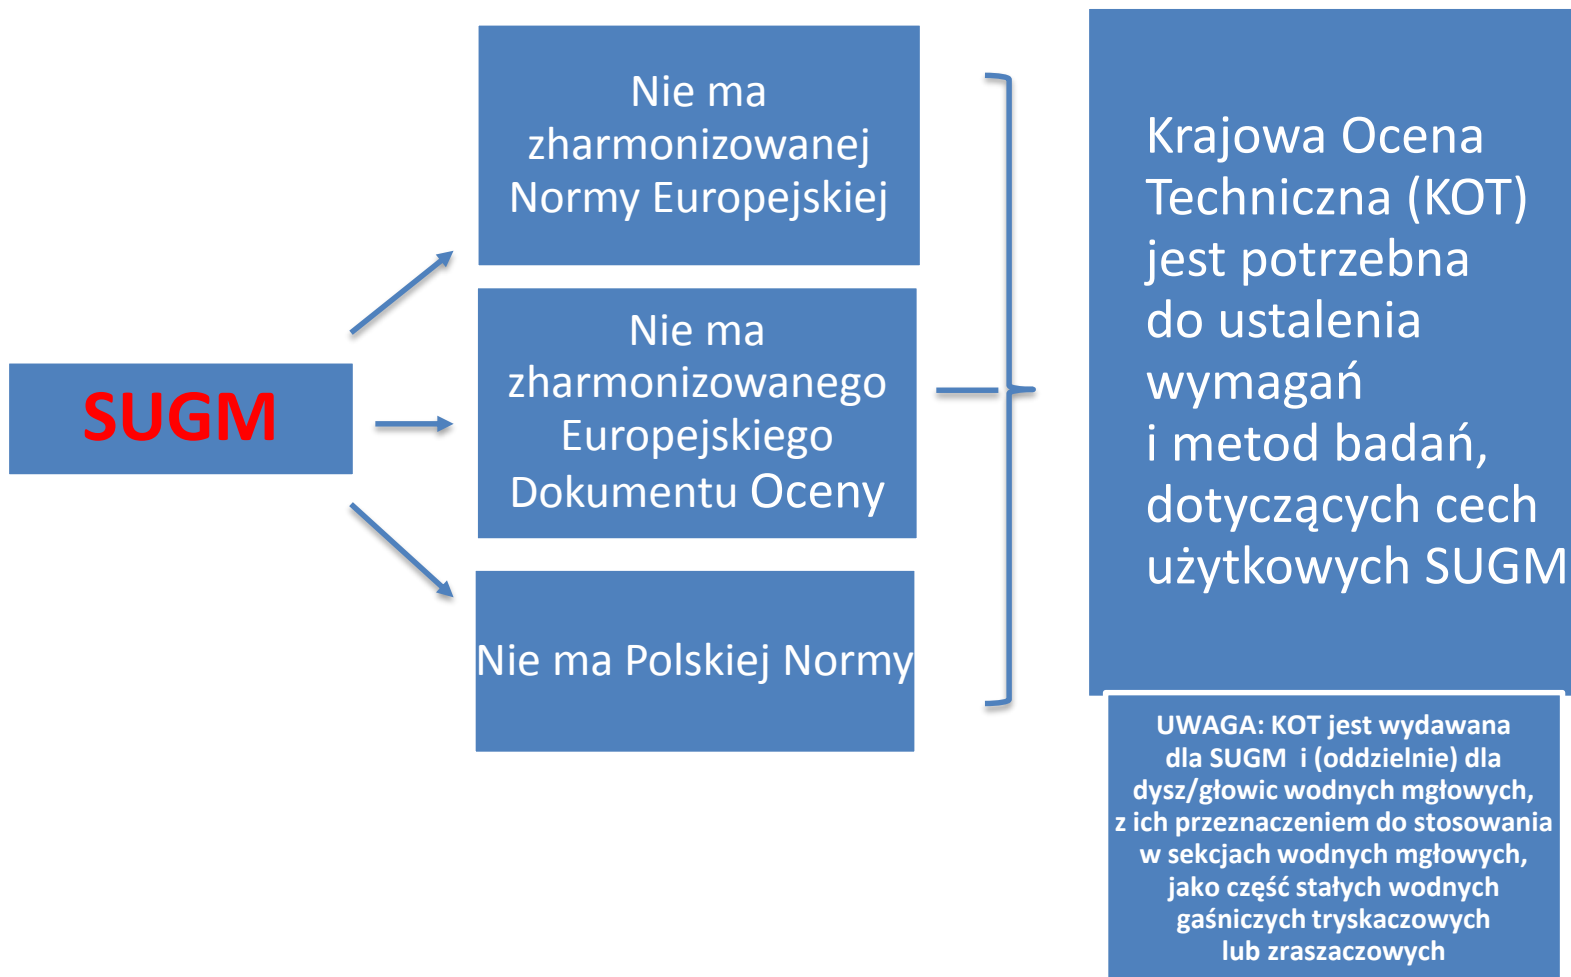 SUGM
Nie ma
zharmonizowanej
Normy Europejskiej
Nie ma
zharmonizowanego
Europejskiego
Dokumentu Oceny
Nie ma Polskiej Normy
Krajowa Ocena
Techniczna (KOT)
jest potrzebna
do ustalenia
wymagań
i metod badań,
dotyczących cech
użytkowych SUGM
UWAGA: KOT jest wydawana
dla SUGM i (oddzielnie) dla
dysz/głowic wodnych mgłowych,
z ich przeznaczeniem do stosowania
w sekcjach wodnych mgłowych,
jako część stałych wodnych
gaśniczych tryskaczowych
lub zraszaczowych